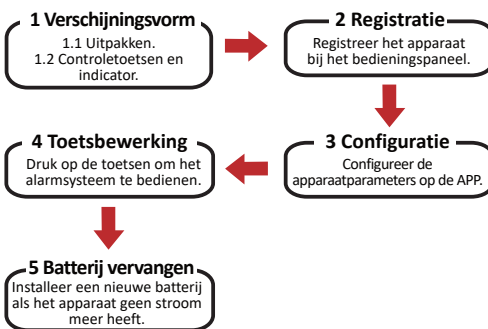 1 Verschijningsvorm
1.1 Uitpakken.
1.2 Controletoetsen en
indicator.
2 Registratie
Registreer het apparaat
bij het bedieningspaneel.
3 Configuratie
Configureer de
apparaatparameters op de APP.
4 Toetsbewerking
Druk op de toetsen om het
alarmsysteem te bedienen.
5 Batterij vervangen
Installeer een nieuwe batterij
als het apparaat geen stroom
meer heeft.